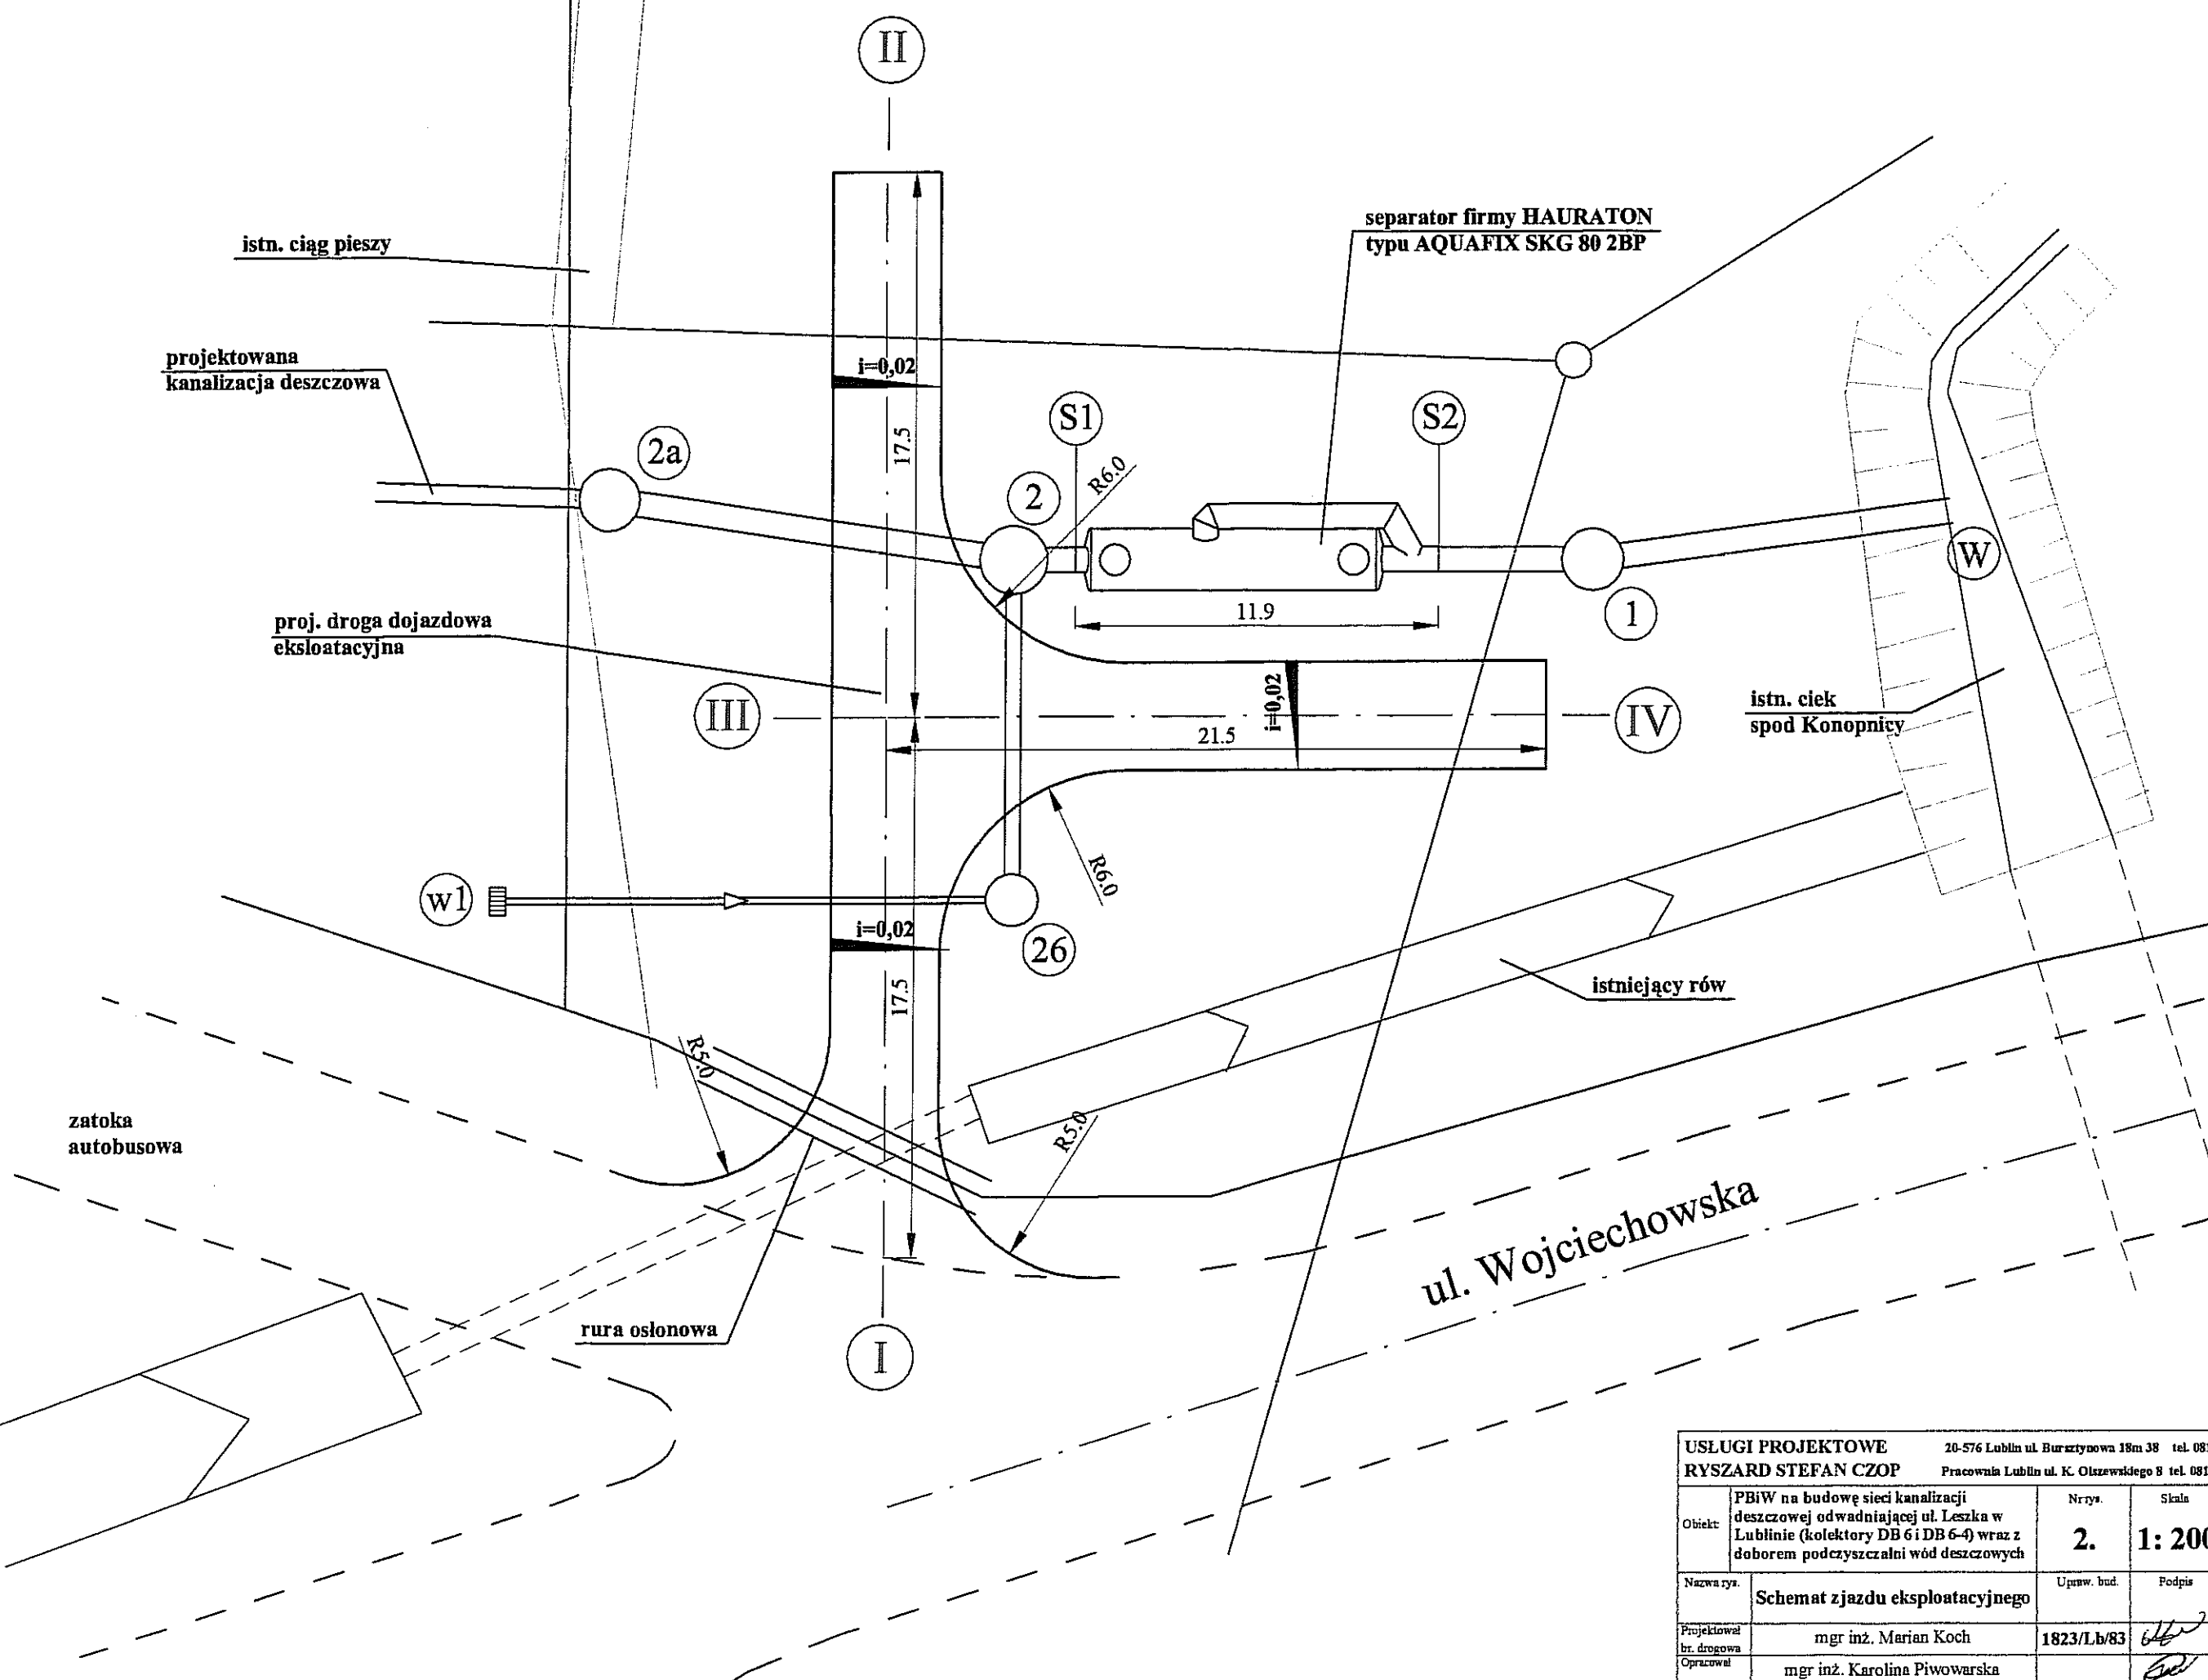 II
istn. ciąg pieszy
separator firmy HAURATON
typu AQUAFIX SKG 80 2BP
projektowana
kanalizacja deszczowa
i=0,02
17.5
S1
S2
2a
2
R6.0
W
11.9
1
proj. droga dojazdowa
eksloatacyjna
III
i=0,02
21.5
IV
istn. ciek
spod Konopnicy
R6.0
w1
i=0,02
26
17.5
istniejący rów
R5.0
zatoka
autobusowa
R5.0
ul. Wojciechowska
rura osłonowa
I
USŁUGI PROJEKTOWE
RYSZARD STEFAN CZOP
20-576 Lublin ul. Bursztynowa 18m 38 tel. 081
Pracownia Lublin ul. K. Olszewskiego 8 tel. 081
Obiekt:
PBiW na budowę sieci kanalizacji
deszczowej odwadniającej ul. Leszka w
Lublinie (kolektory DB 6 i DB 6-4) wraz z
doborem podczyszczalni wód deszczowych
Nr rys.
2.
Skala
1: 200
Nazwa rys.
Schemat zjazdu eksploatacyjnego
Upraw. bud.
Podpis
Projektował
br. drogowa
mgr inż. Marian Koch
1823/Lb/83
Opracował
mgr inż. Karolina Piwowarska